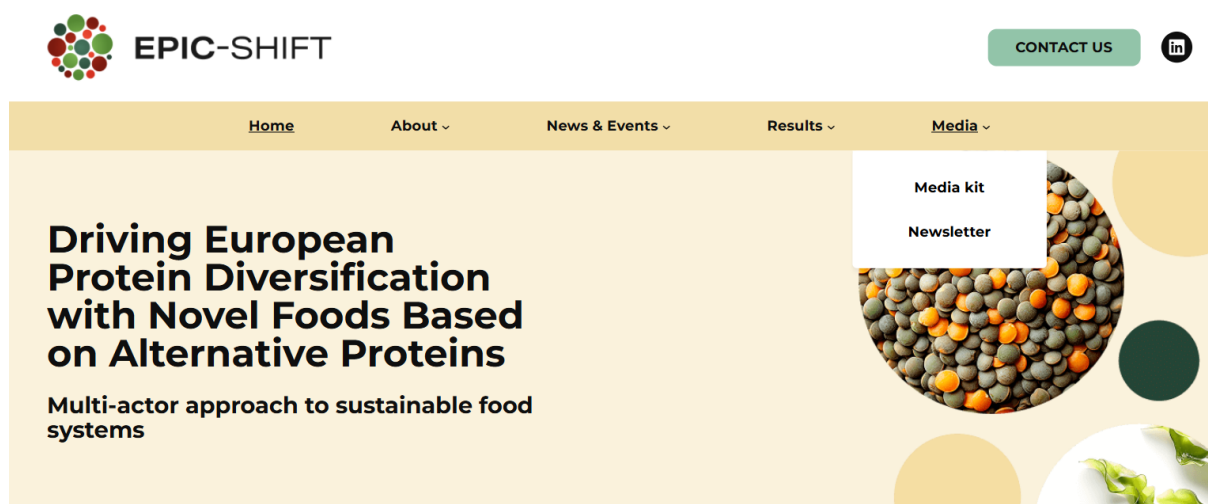 EPIC-SHIFT
CONTACT US
in
Home
About
News & Events
Results
Media
Media kit
Newsletter
Driving European
Protein Diversification
with Novel Foods Based
on Alternative Proteins
Multi-actor approach to sustainable food
systems